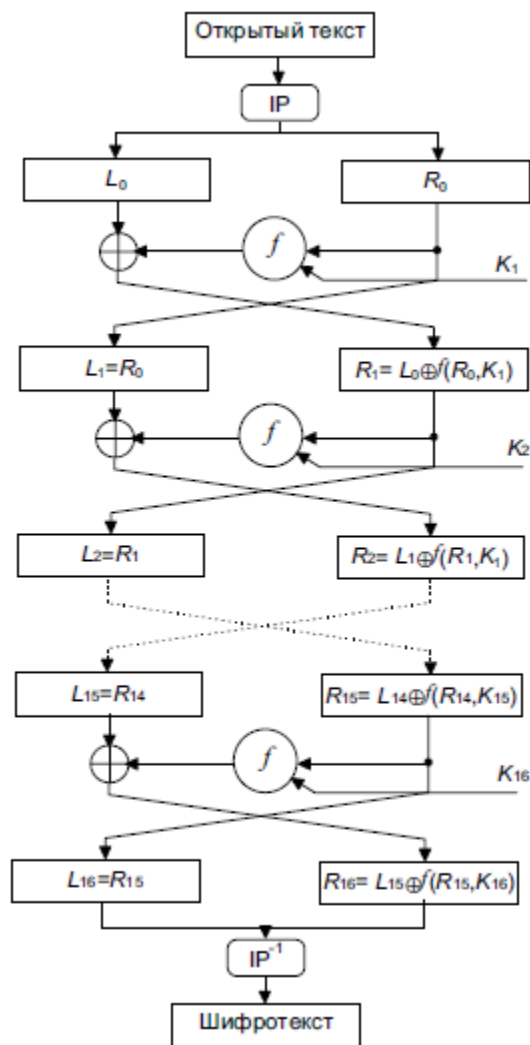 Открытый текст
IP
L₀
R₀
f
K₁
L₁=R₀
R₁= L₀⊕f(R₀,K₁)
f
K₂
L₂=R₁
R₂= L₁⊕f(R₁,K₁)
L₁₅=R₁₄
R₁₅= L₁₄⊕f(R₁₄,K₁₅)
f
K₁₆
L₁₆=R₁₅
R₁₆= L₁₅⊕f(R₁₅,K₁₆)
IP⁻¹
Шифротекст